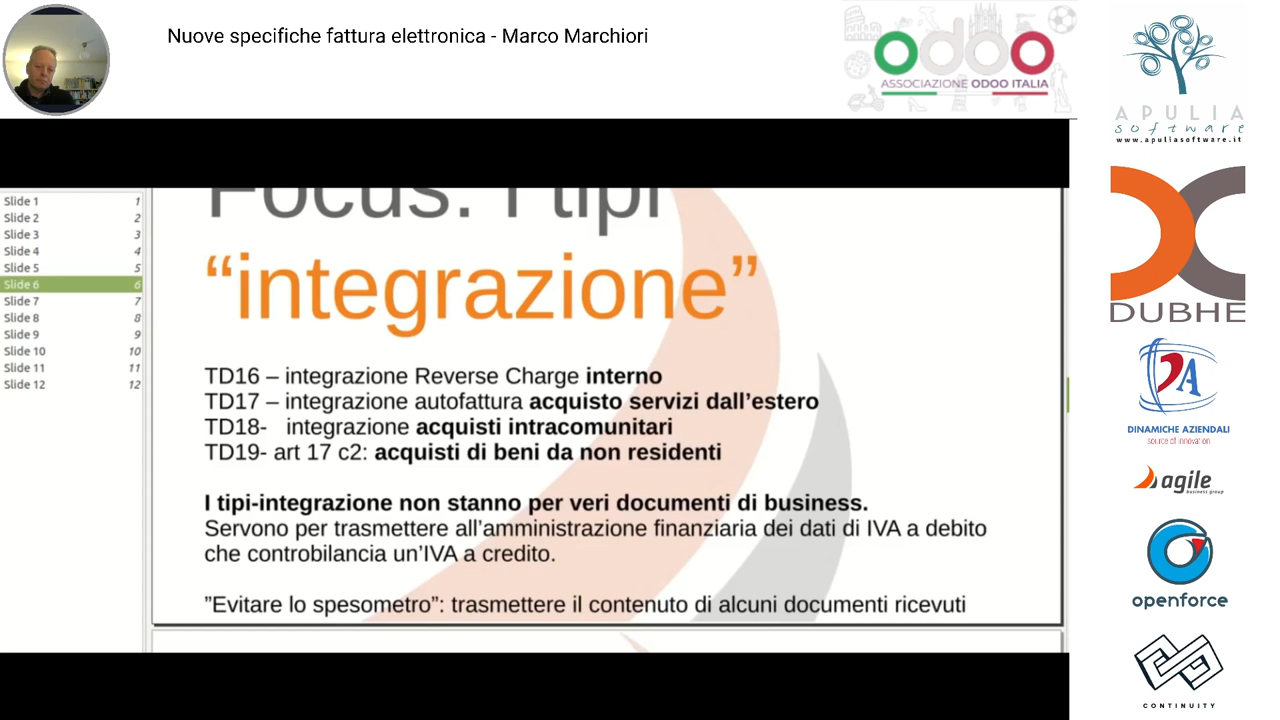 Nuove specifiche fattura elettronica - Marco Marchiori
odoo
ASSOCIAZIONE ODOO ITALIA
APULIA
software
www.apuliasoftware.it
DUBHE
DINAMICHE AZIENDALI
source of innovation
agile
business group
openforce
CONTINUITY
Slide 1 1
Slide 2 2
Slide 3 3
Slide 4 4
Slide 5 5
Slide 6 6
Slide 7 7
Slide 8 8
Slide 9 9
Slide 10 10
Slide 11 11
Slide 12 12
Focus: I tipi
“integrazione”
TD16 – integrazione Reverse Charge interno
TD17 – integrazione autofattura acquisto servizi dall’estero
TD18- integrazione acquisti intracomunitari
TD19- art 17 c2: acquisti di beni da non residenti
I tipi-integrazione non stanno per veri documenti di business.
Servono per trasmettere all’amministrazione finanziaria dei dati di IVA a debito
che controbilancia un’IVA a credito.
”Evitare lo spesometro”: trasmettere il contenuto di alcuni documenti ricevuti